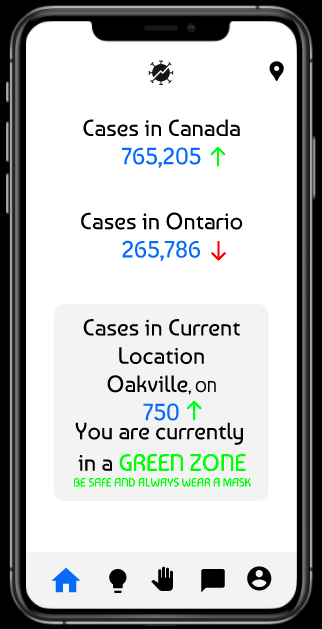 Cases in Canada
765,205
Cases in Ontario
265,786
Cases in Current
Location
Oakville, on
750
You are currently
in a GREEN ZONE
BE SAFE AND ALWAYS WEAR A MASK